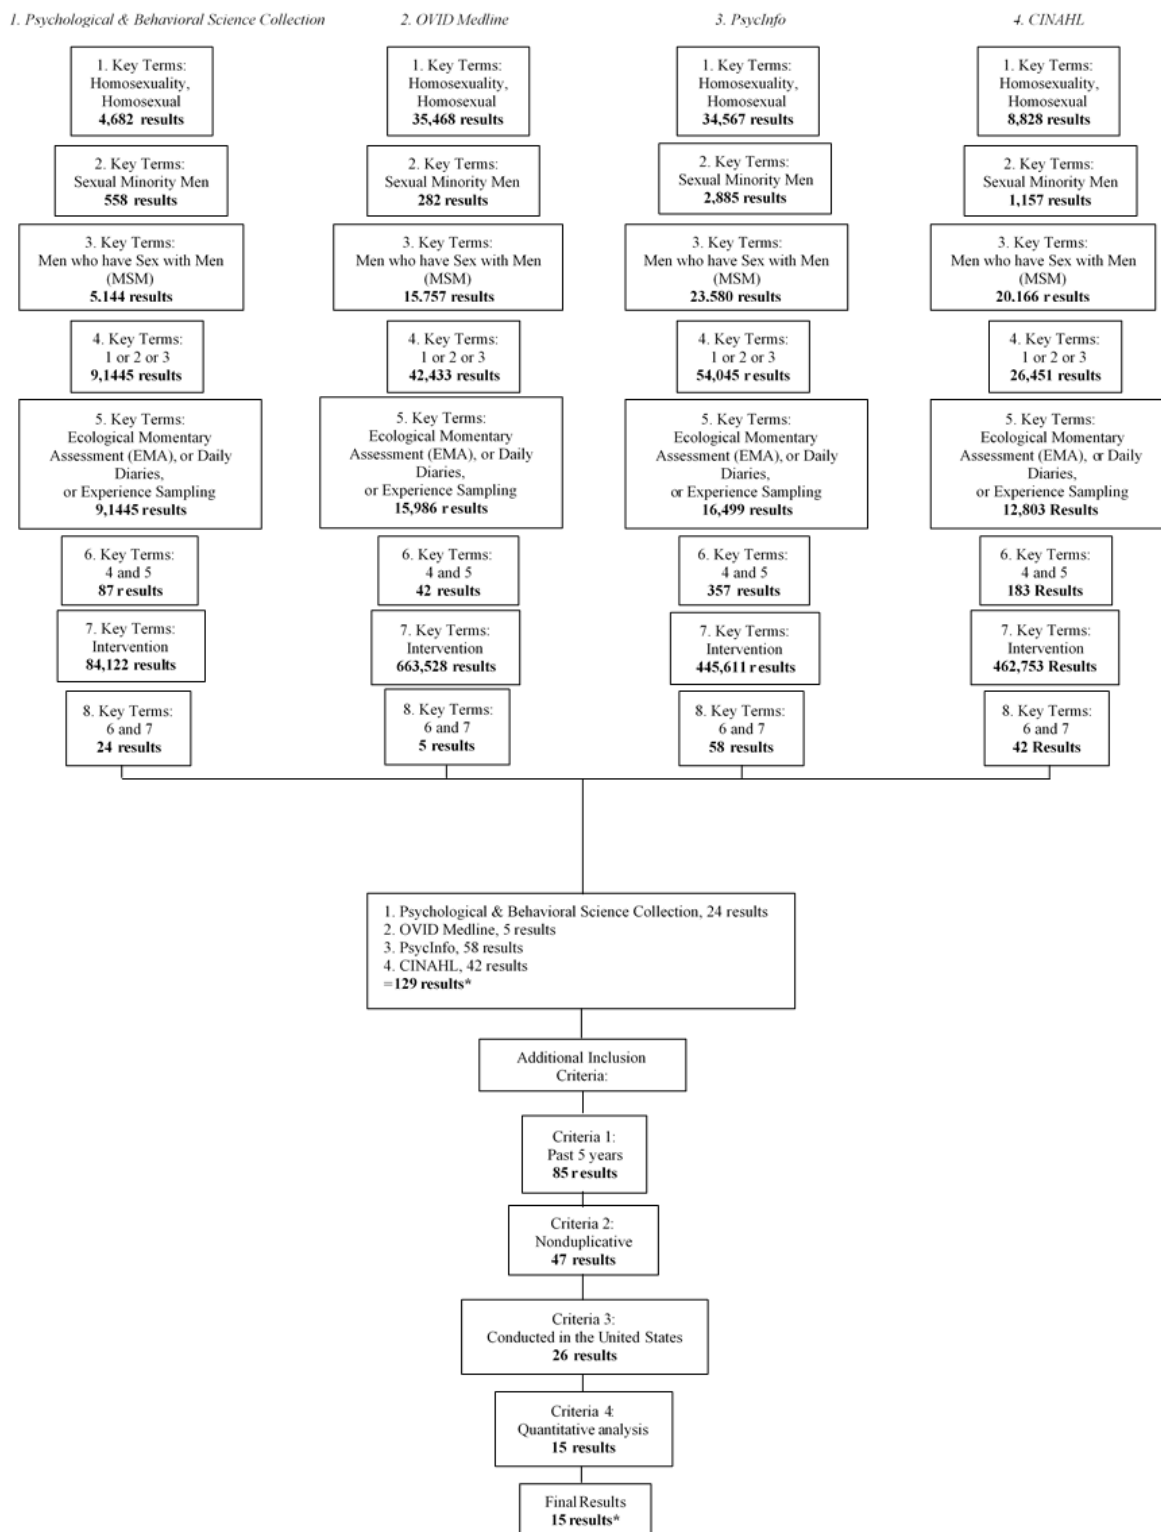 1. Psychological & Behavioral Science Collection
2. OVID Medline
3. PsycInfo
4. CINAHL
1. Key Terms:
Homosexuality,
Homosexual
4,682 results
2. Key Terms:
Sexual Minority Men
558 results
3. Key Terms:
Men who have Sex with Men
(MSM)
5.144 results
4. Key Terms:
1 or 2 or 3
9,1445 results
5. Key Terms:
Ecological Momentary
Assessment (EMA), or Daily
Diaries,
or Experience Sampling
9,1445 results
6. Key Terms:
4 and 5
87 results
7. Key Terms:
Intervention
84,122 results
8. Key Terms:
6 and 7
24 results
1. Key Terms:
Homosexuality,
Homosexual
35,468 results
2. Key Terms:
Sexual Minority Men
282 results
3. Key Terms:
Men who have Sex with Men
(MSM)
15.757 results
4. Key Terms:
1 or 2 or 3
42,433 results
5. Key Terms:
Ecological Momentary
Assessment (EMA), or Daily
Diaries,
or Experience Sampling
15,986 results
6. Key Terms:
4 and 5
42 results
7. Key Terms:
Intervention
663,528 results
8. Key Terms:
6 and 7
5 results
1. Key Terms:
Homosexuality,
Homosexual
34,567 results
2. Key Terms:
Sexual Minority Men
2,885 results
3. Key Terms:
Men who have Sex with Men
(MSM)
23.580 results
4. Key Terms:
1 or 2 or 3
54,045 results
5. Key Terms:
Ecological Momentary
Assessment (EMA), or Daily
Diaries,
or Experience Sampling
16,499 results
6. Key Terms:
4 and 5
357 results
7. Key Terms:
Intervention
445,611 results
8. Key Terms:
6 and 7
58 results
1. Key Terms:
Homosexuality,
Homosexual
8,828 results
2. Key Terms:
Sexual Minority Men
1,157 results
3. Key Terms:
Men who have Sex with Men
(MSM)
20.166 results
4. Key Terms:
1 or 2 or 3
26,451 results
5. Key Terms:
Ecological Momentary
Assessment (EMA), or Daily
Diaries,
or Experience Sampling
12,803 Results
6. Key Terms:
4 and 5
183 Results
7. Key Terms:
Intervention
462,753 Results
8. Key Terms:
6 and 7
42 Results
1. Psychological & Behavioral Science Collection, 24 results
2. OVID Medline, 5 results
3. PsycInfo, 58 results
4. CINAHL, 42 results
=129 results*
Additional Inclusion
Criteria:
Criteria 1:
Past 5 years
85 results
Criteria 2:
Nonduplicative
47 results
Criteria 3:
Conducted in the United States
26 results
Criteria 4:
Quantitative analysis
15 results
Final Results
15 results*